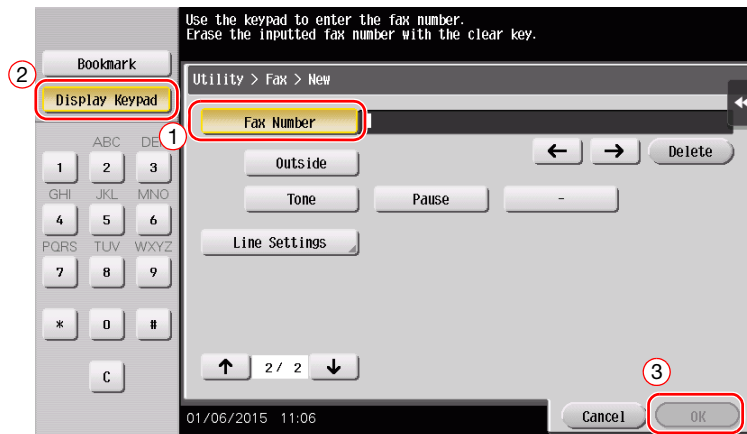 Use the keypad to enter the fax number.
Erase the inputted fax number with the clear key.
2
Bookmark
Display Keypad
Utility > Fax > New
1
Fax Number
← → Delete
Outside
Tone Pause -
Line Settings
ABC
1 2 3
GHI JKL MNO
4 5 6
PQRS TUV WXYZ
7 8 9
* 0 #
C
↑ 2/ 2 ↓
3
01/06/2015 11:06
Cancel OK